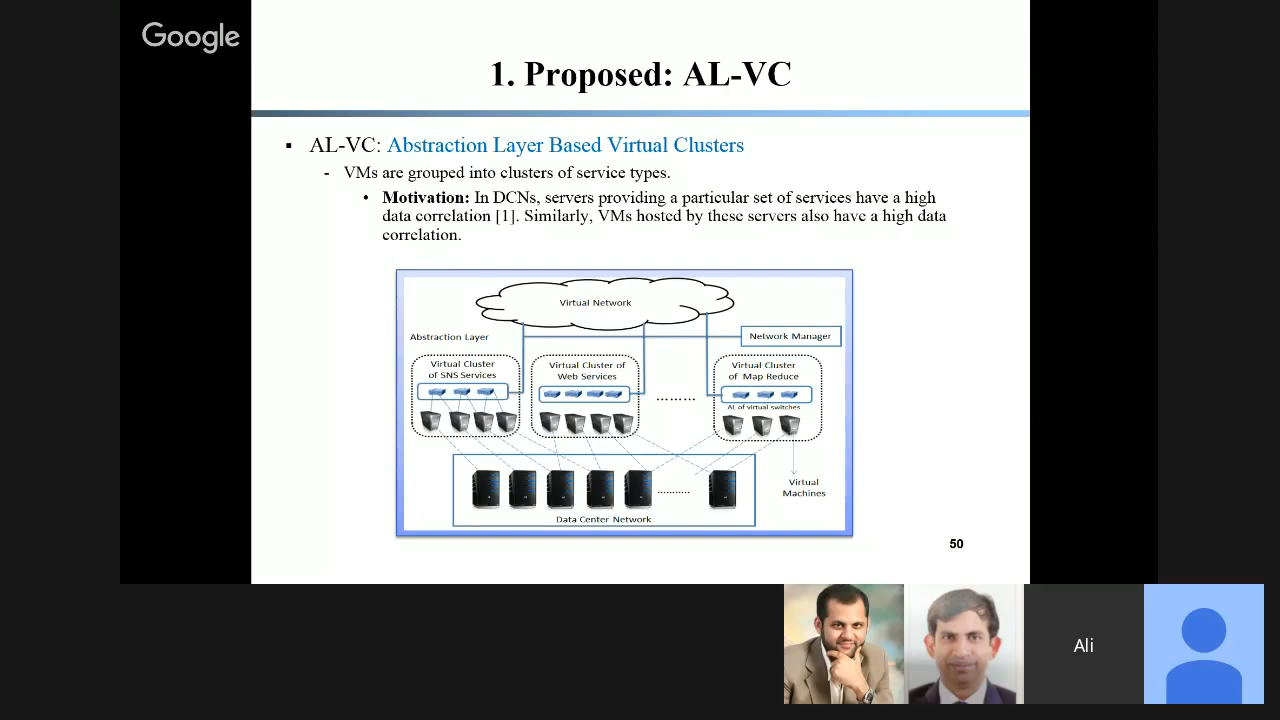 Google
1. Proposed: AL-VC
▪ AL-VC: Abstraction Layer Based Virtual Clusters
- VMs are grouped into clusters of service types.
• Motivation: In DCNs, servers providing a particular set of services have a high
data correlation [1]. Similarly, VMs hosted by these servers also have a high data
correlation.
Virtual Network
Abstraction Layer
Network Manager
Virtual Cluster
of SNS Services
Virtual Cluster of
Web Services
.........
Virtual Cluster
of Map Reduce
AL of virtual switches
..........
Virtual
Machines
Data Center Network
50
Ali